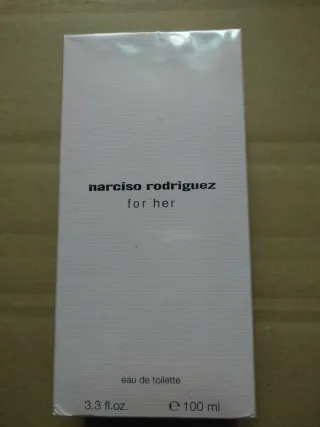 narciso rodriguez
for her
eau de toilette
3.3 fl.oz. ℮ 100 ml